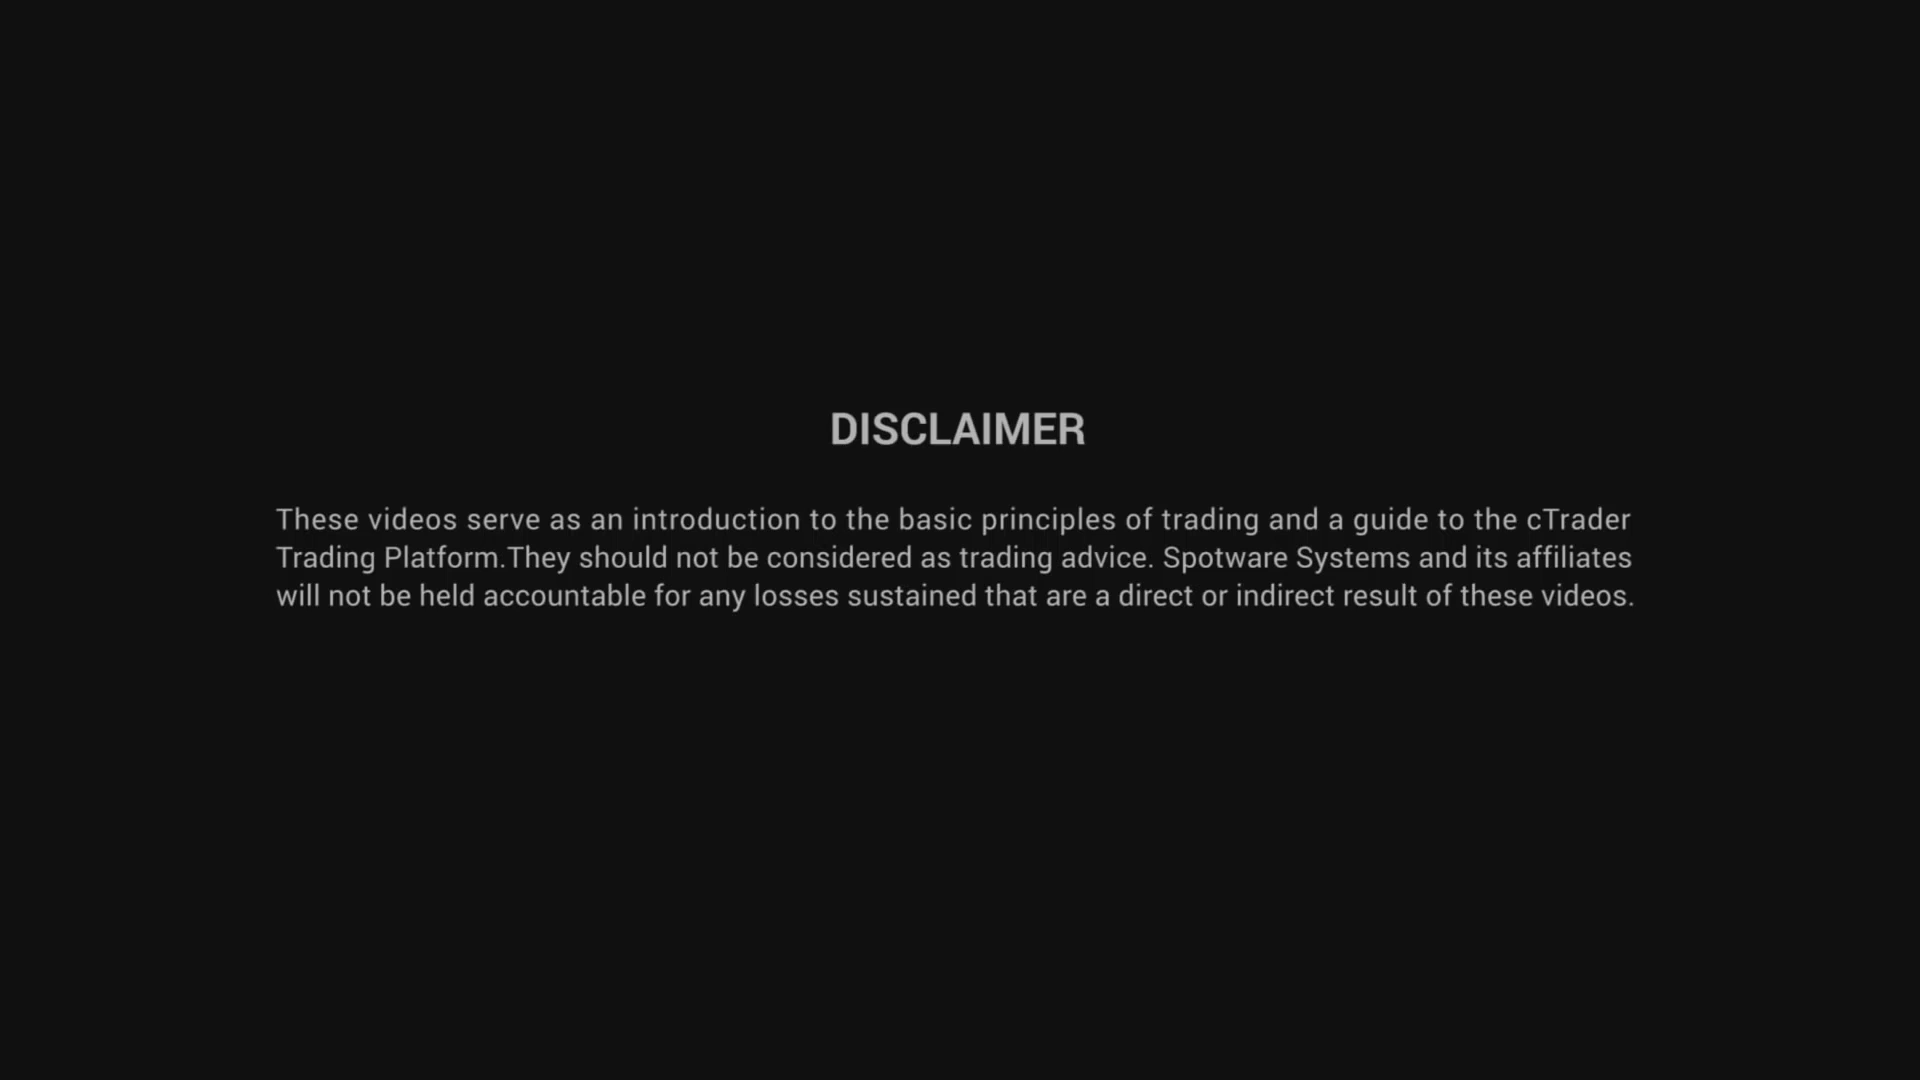 DISCLAIMER
These videos serve as an introduction to the basic principles of trading and a guide to the cTrader
Trading Platform.They should not be considered as trading advice. Spotware Systems and its affiliates
will not be held accountable for any losses sustained that are a direct or indirect result of these videos.